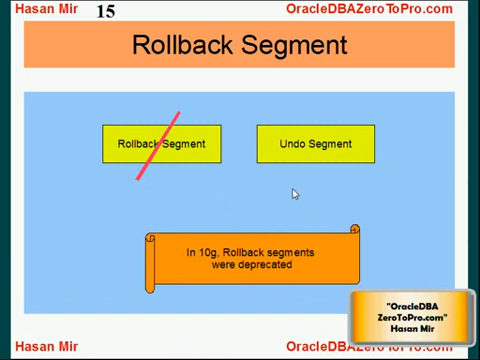 Hasan Mir 15 OracleDBAZeroToPro.com
Rollback Segment
Rollback Segment Undo Segment
In 10g, Rollback segments
were deprecated
"OracleDBA
ZeroToPro.com"
Hasan Mir
Hasan Mir OracleDBAZeroToPro.com